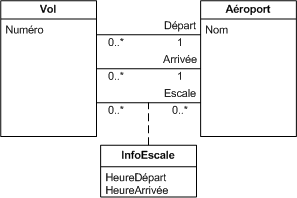 Vol
Numéro
Départ
0..*
1
Arrivée
0..*
1
Escale
0..*
0..*
Aéroport
Nom
InfoEscale
HeureDépart
HeureArrivée